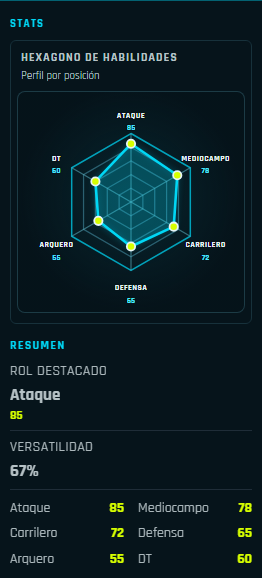 STATS
HEXAGONO DE HABILIDADES
Perfil por posición
ATAQUE
85
DT
60
MEDIOCAMPO
78
ARQUERO
55
CARRILERO
72
DEFENSA
65
RESUMEN
ROL DESTACADO
Ataque
85
VERSATILIDAD
67%
Ataque 85 Mediocampo 78
Carrilero 72 Defensa 65
Arquero 55 DT 60